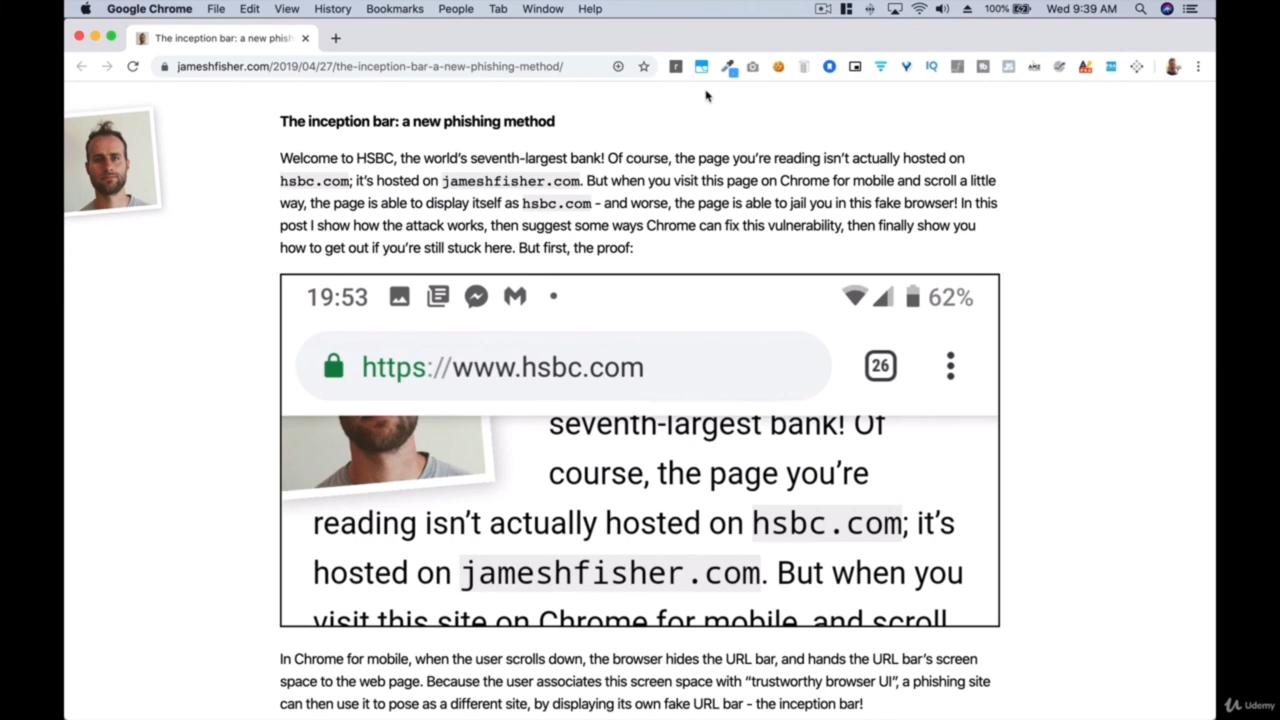 Google Chrome File Edit View History Bookmarks People Tab Window Help 100% Wed 9:39 AM
The inception bar: a new phish
jameshfisher.com/2019/04/27/the-inception-bar-a-new-phishing-method/
The inception bar: a new phishing method
Welcome to HSBC, the world's seventh-largest bank! Of course, the page you're reading isn't actually hosted on
hsbc.com; it's hosted on jameshfisher.com. But when you visit this page on Chrome for mobile and scroll a little
way, the page is able to display itself as hsbc.com - and worse, the page is able to jail you in this fake browser! In this
post I show how the attack works, then suggest some ways Chrome can fix this vulnerability, then finally show you
how to get out if you're still stuck here. But first, the proof:
19:53 62%
https://www.hsbc.com 26
seventh-largest bank! Of
course, the page you're
reading isn't actually hosted on hsbc.com; it's
hosted on jameshfisher.com. But when you
visit this site on Chrome for mobile, and scroll
In Chrome for mobile, when the user scrolls down, the browser hides the URL bar, and hands the URL bar's screen
space to the web page. Because the user associates this screen space with “trustworthy browser UI”, a phishing site
can then use it to pose as a different site, by displaying its own fake URL bar - the inception bar!
Udemy